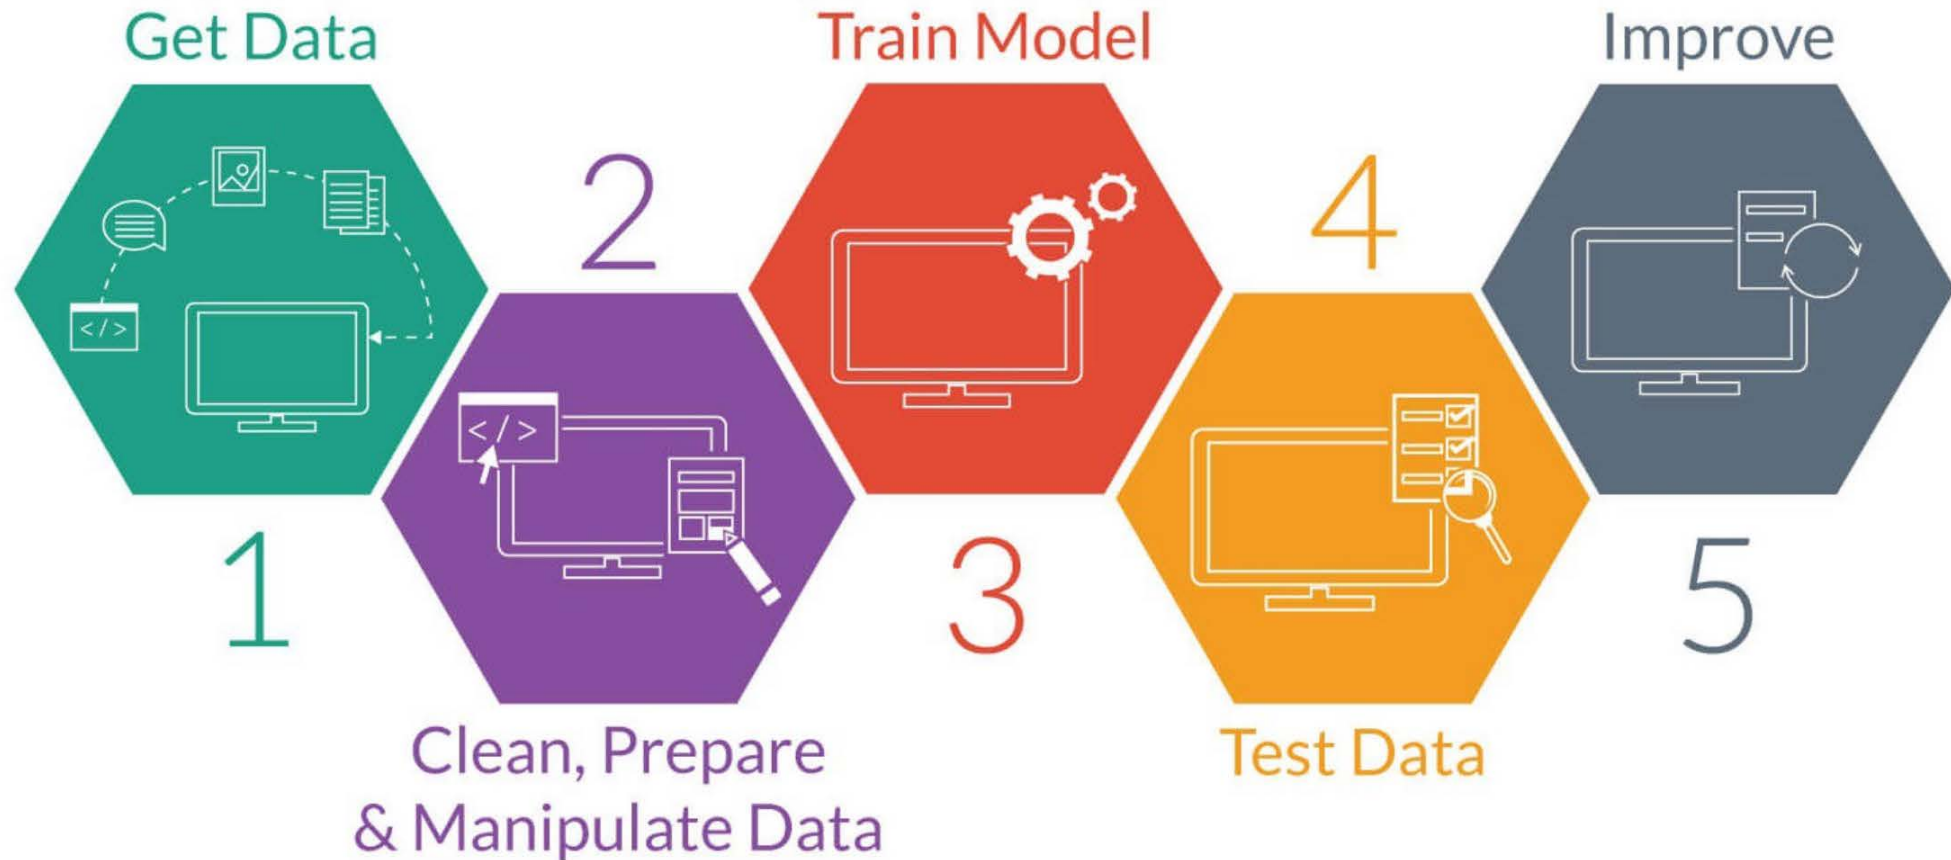 Get Data
1
</>
2
</>
Clean, Prepare
& Manipulate Data
Train Model
3
4
Test Data
Improve
5